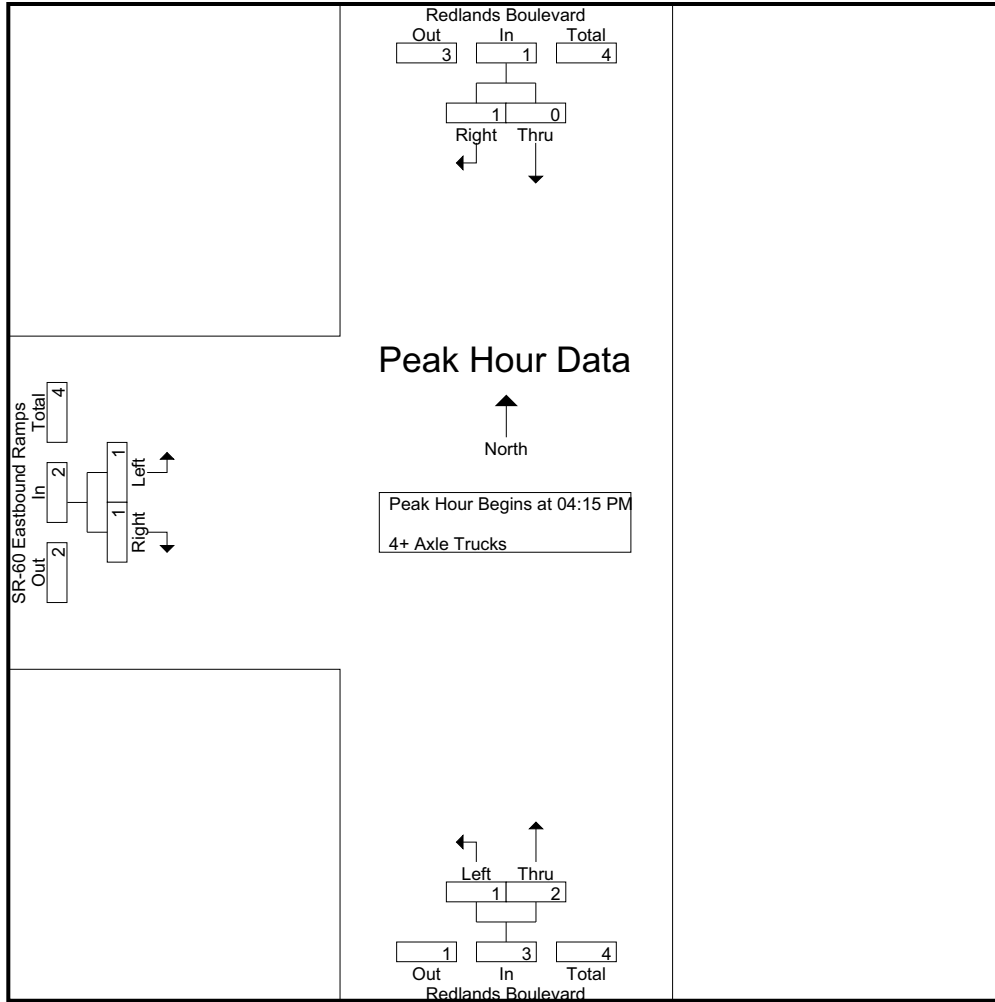 Redlands Boulevard
Out In Total
3 1 4
1 0
Right Thru
Peak Hour Data
North
Peak Hour Begins at 04:15 PM
4+ Axle Trucks
SR-60 Eastbound Ramps
Out In Total
2 2 4
1 1
Right Left
Left Thru
1 2
1 3 4
Out In Total
Redlands Boulevard